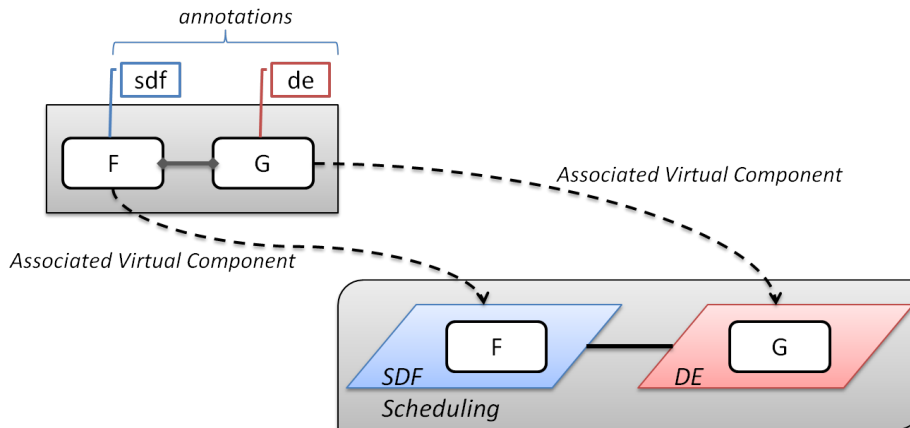 annotations
sdf
de
F
G
Associated Virtual Component
Associated Virtual Component
F
G
SDF
DE
Scheduling